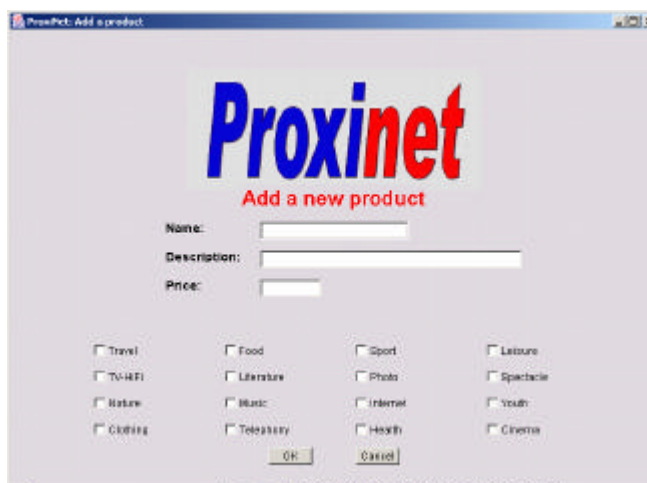 ProxiNet: Add a product
Proxinet
Add a new product
Name:
Description:
Price:
Travel Food Sport Leisure
TV-HiFi Literature Photo Spectacle
Nature Music Internet Youth
Clothing Telephony Health Cinema
OK Cancel